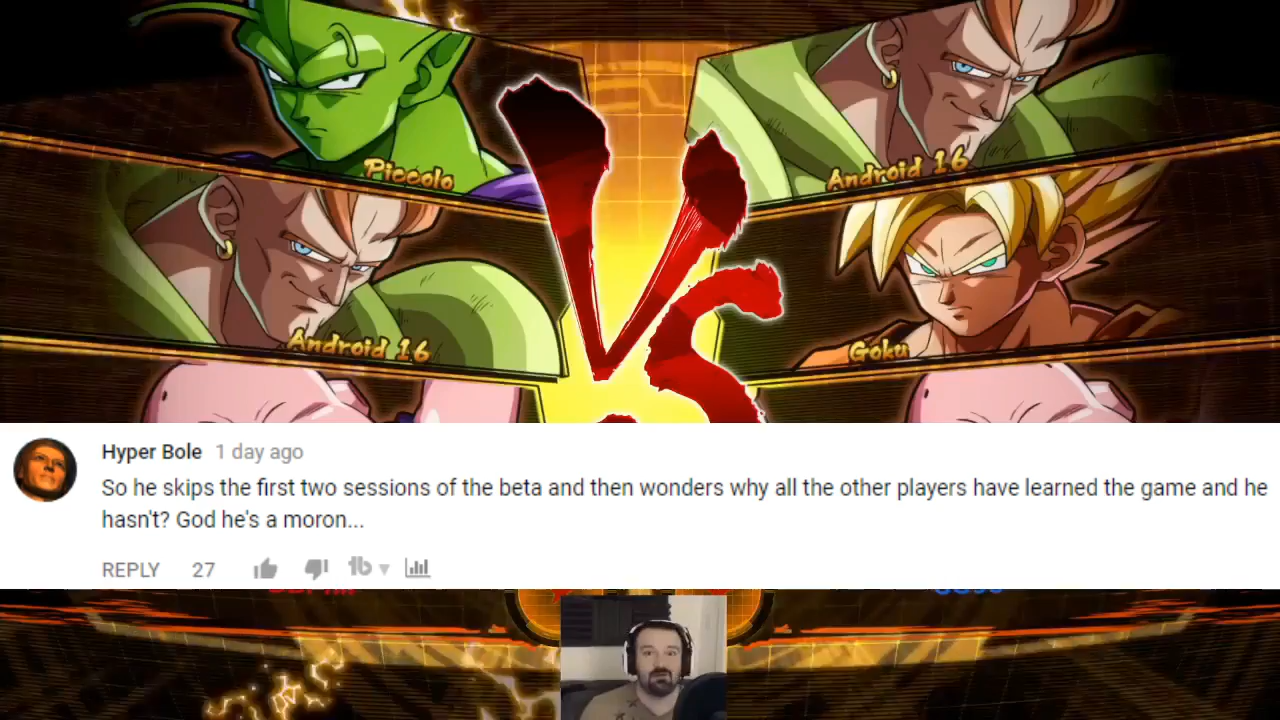 Piccolo
Android 16
Android 16
Goku
VS
Hyper Bole 1 day ago
So he skips the first two sessions of the beta and then wonders why all the other players have learned the game and he
hasn't? God he's a moron...
REPLY 27